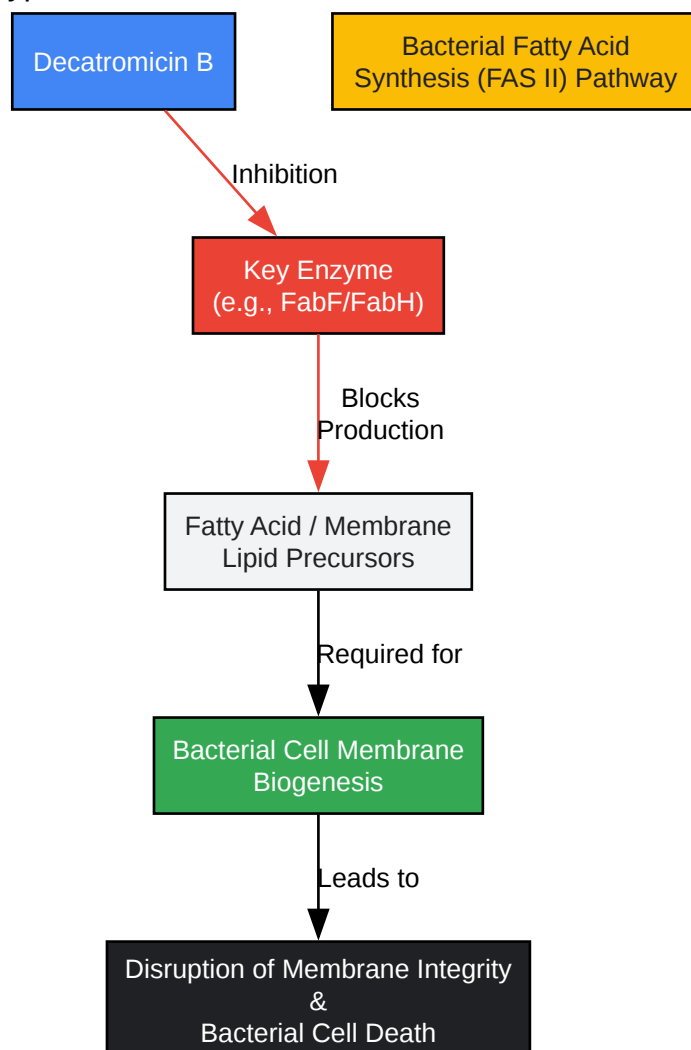 Decatromicin B
Bacterial Fatty Acid
Synthesis (FAS II) Pathway
Inhibition
Key Enzyme
(e.g., FabF/FabH)
Blocks
Production
Fatty Acid / Membrane
Lipid Precursors
Required for
Bacterial Cell Membrane
Biogenesis
Leads to
Disruption of Membrane Integrity
&
Bacterial Cell Death